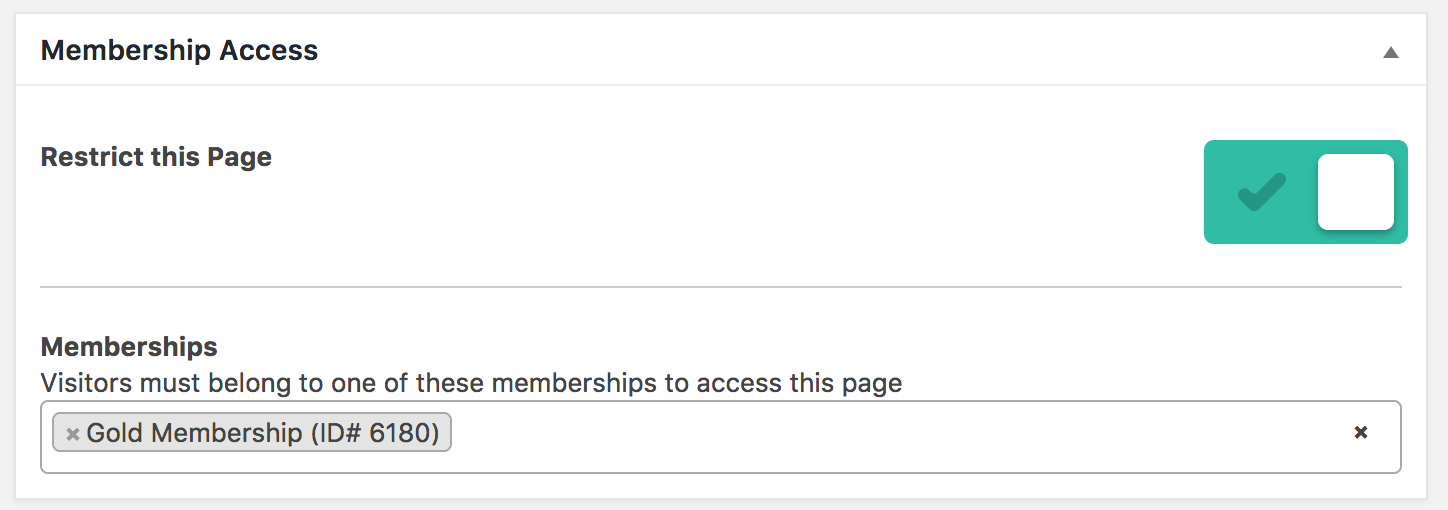 Membership Access
Restrict this Page
Memberships
Visitors must belong to one of these memberships to access this page
Gold Membership (ID# 6180)